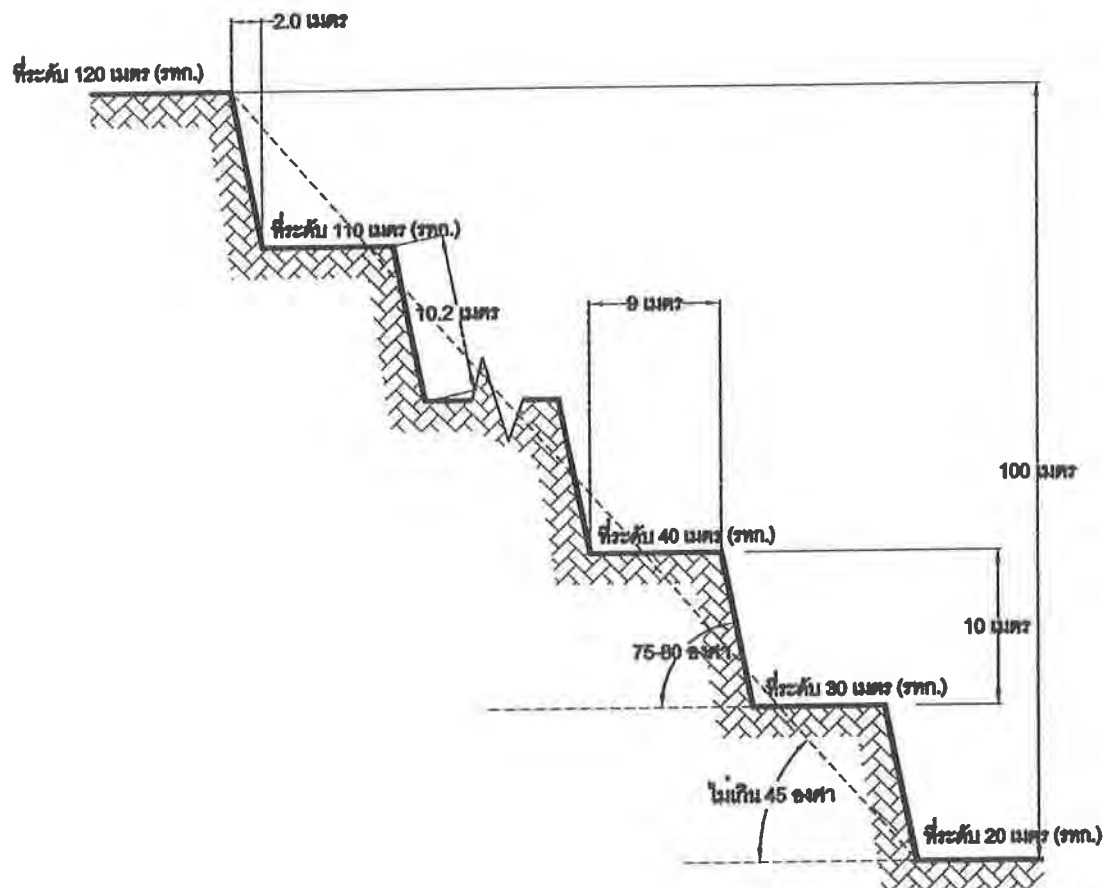 2.0 เมตร
ที่ระดับ 120 เมตร (รทก.)
ที่ระดับ 110 เมตร (รทก.)
10.2 เมตร
9 เมตร
100 เมตร
ที่ระดับ 40 เมตร (รทก.)
10 เมตร
75-80 องศา
ที่ระดับ 30 เมตร (รทก.)
ไม่เกิน 45 องศา
ที่ระดับ 20 เมตร (รทก.)